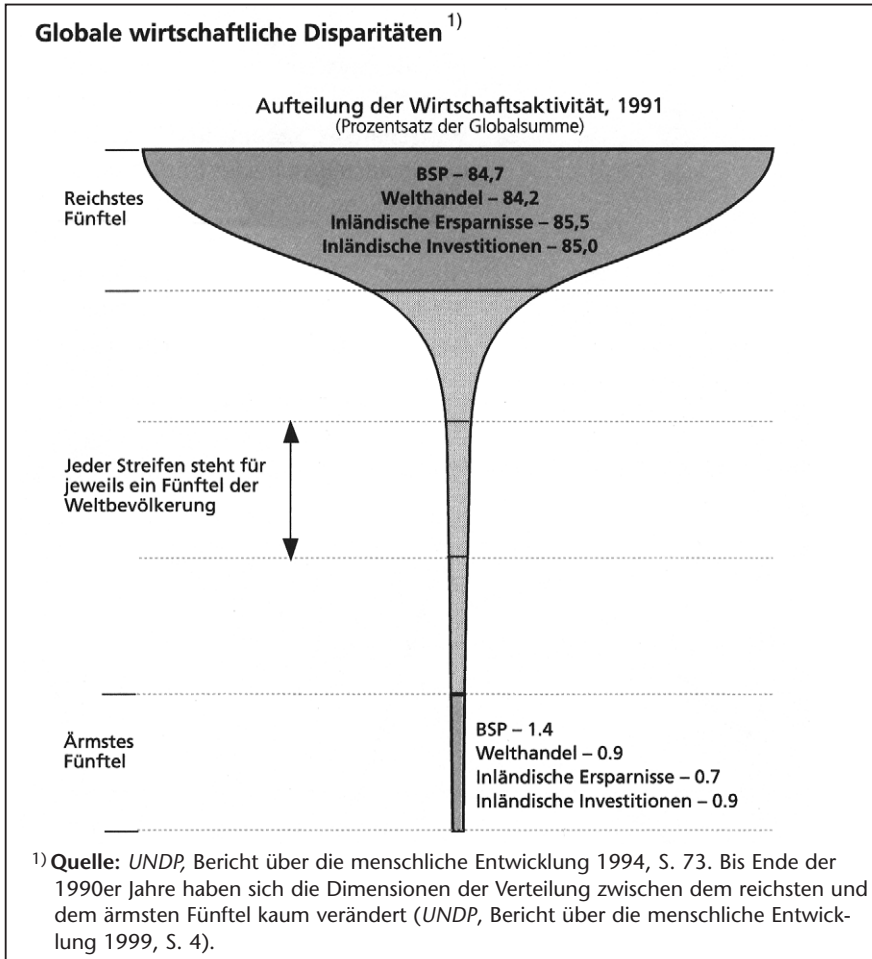 Globale wirtschaftliche Disparitäten 1)
Aufteilung der Wirtschaftsaktivität, 1991
(Prozentsatz der Globalsumme)
Reichstes
Fünftel
BSP – 84,7
Welthandel – 84,2
Inländische Ersparnisse – 85,5
Inländische Investitionen – 85,0
Jeder Streifen steht für
jeweils ein Fünftel der
Weltbevölkerung
Ärmstes
Fünftel
BSP – 1.4
Welthandel – 0.9
Inländische Ersparnisse – 0.7
Inländische Investitionen – 0.9
1) Quelle: UNDP, Bericht über die menschliche Entwicklung 1994, S. 73. Bis Ende der
1990er Jahre haben sich die Dimensionen der Verteilung zwischen dem reichsten und
dem ärmsten Fünftel kaum verändert (UNDP, Bericht über die menschliche Entwick-
lung 1999, S. 4).